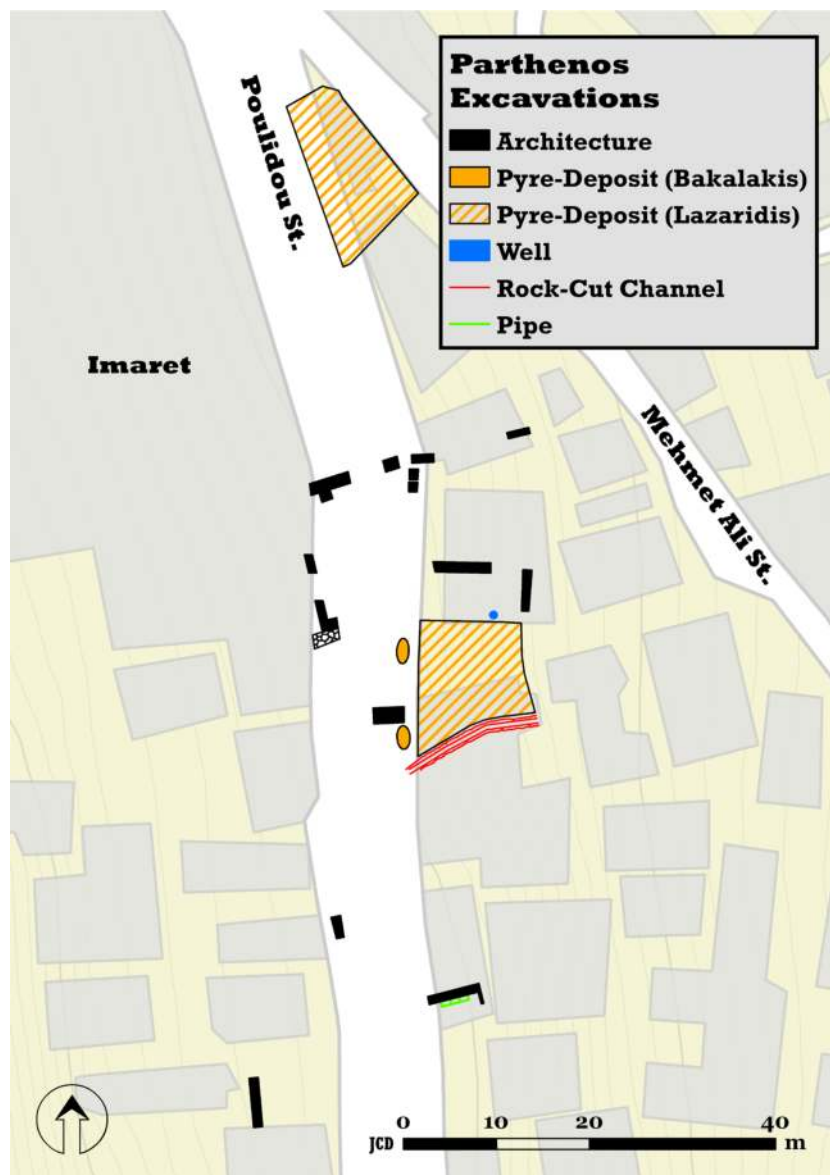 Parthenos
Excavations
Architecture
Pyre-Deposit (Bakalakis)
Pyre-Deposit (Lazaridis)
Well
Rock-Cut Channel
Pipe
Poulidou St.
Imaret
Mehmet Ali St.
0 10 20 40
JCD m